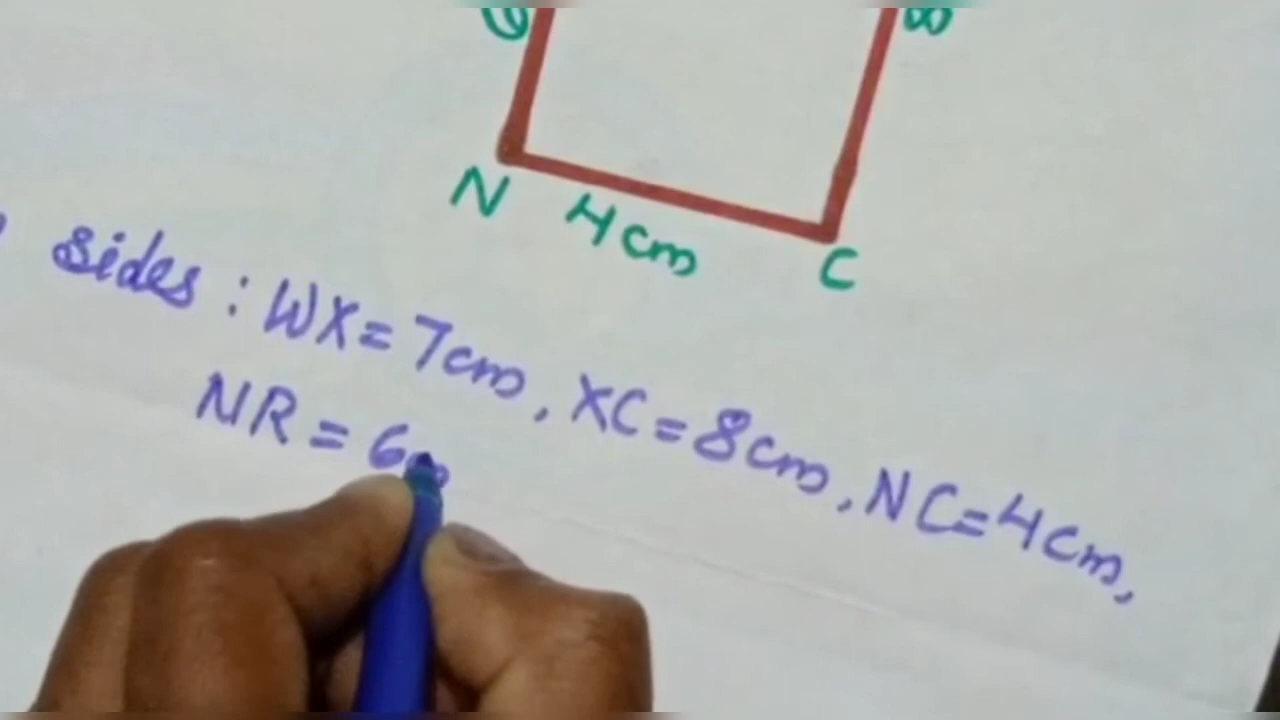 N 4cm C
sides : WX = 7cm, XC = 8cm, NC = 4cm,
NR = 6